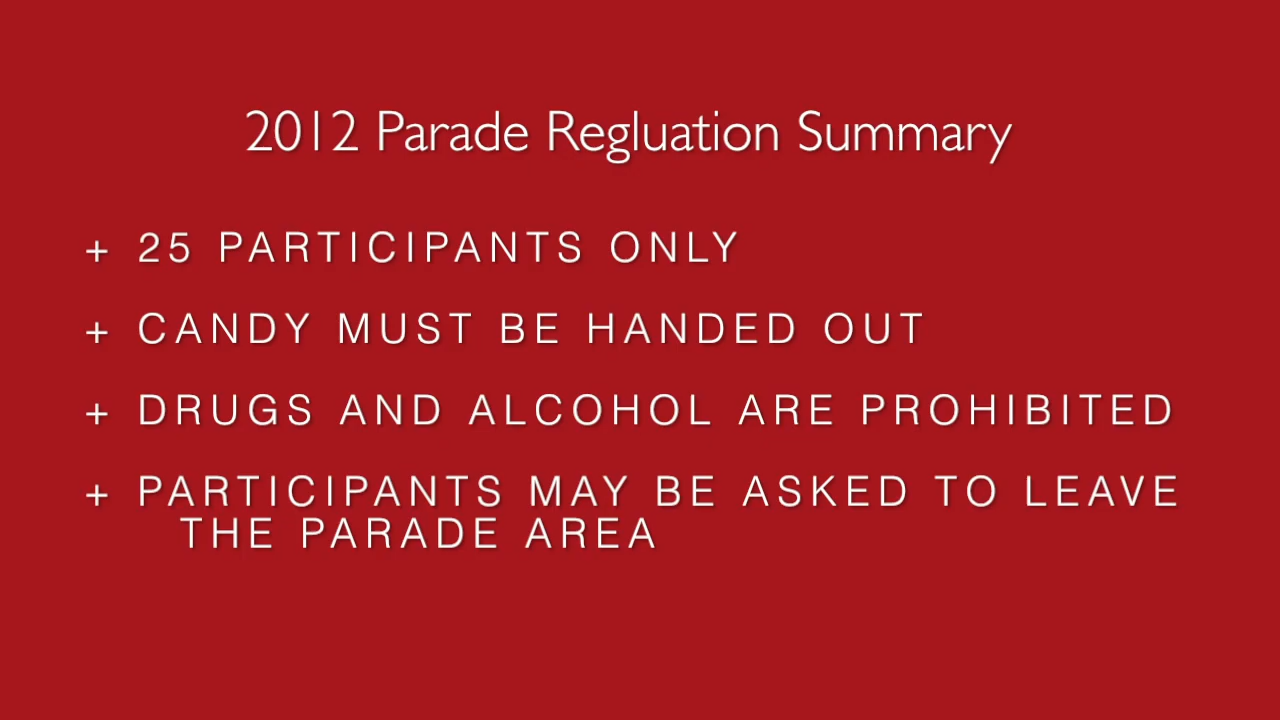 2012 Parade Regluation Summary
+ 25 PARTICIPANTS ONLY
+ CANDY MUST BE HANDED OUT
+ DRUGS AND ALCOHOL ARE PROHIBITED
+ PARTICIPANTS MAY BE ASKED TO LEAVE
THE PARADE AREA